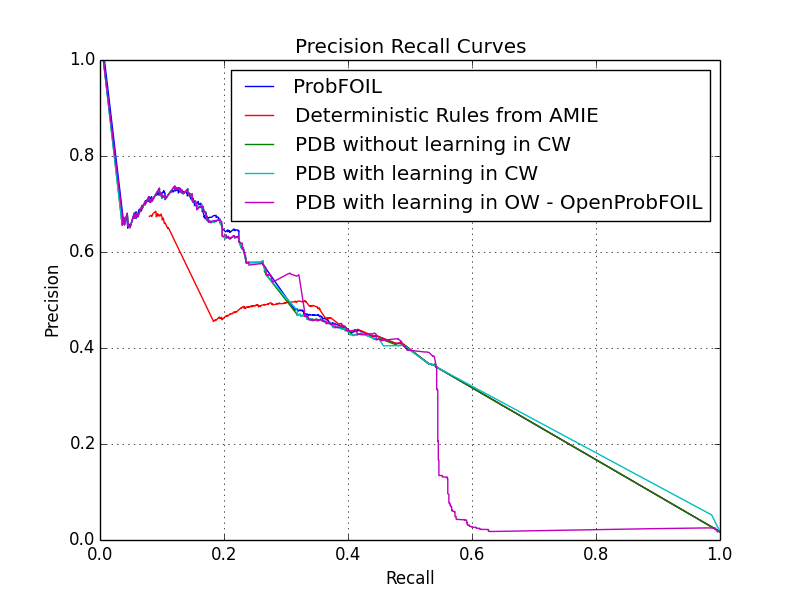 Precision Recall Curves
1.0
0.8
0.6
0.4
0.2
0.0
Precision
ProbFOIL
Deterministic Rules from AMIE
PDB without learning in CW
PDB with learning in CW
PDB with learning in OW - OpenProbFOIL
0.0 0.2 0.4 0.6 0.8 1.0
Recall